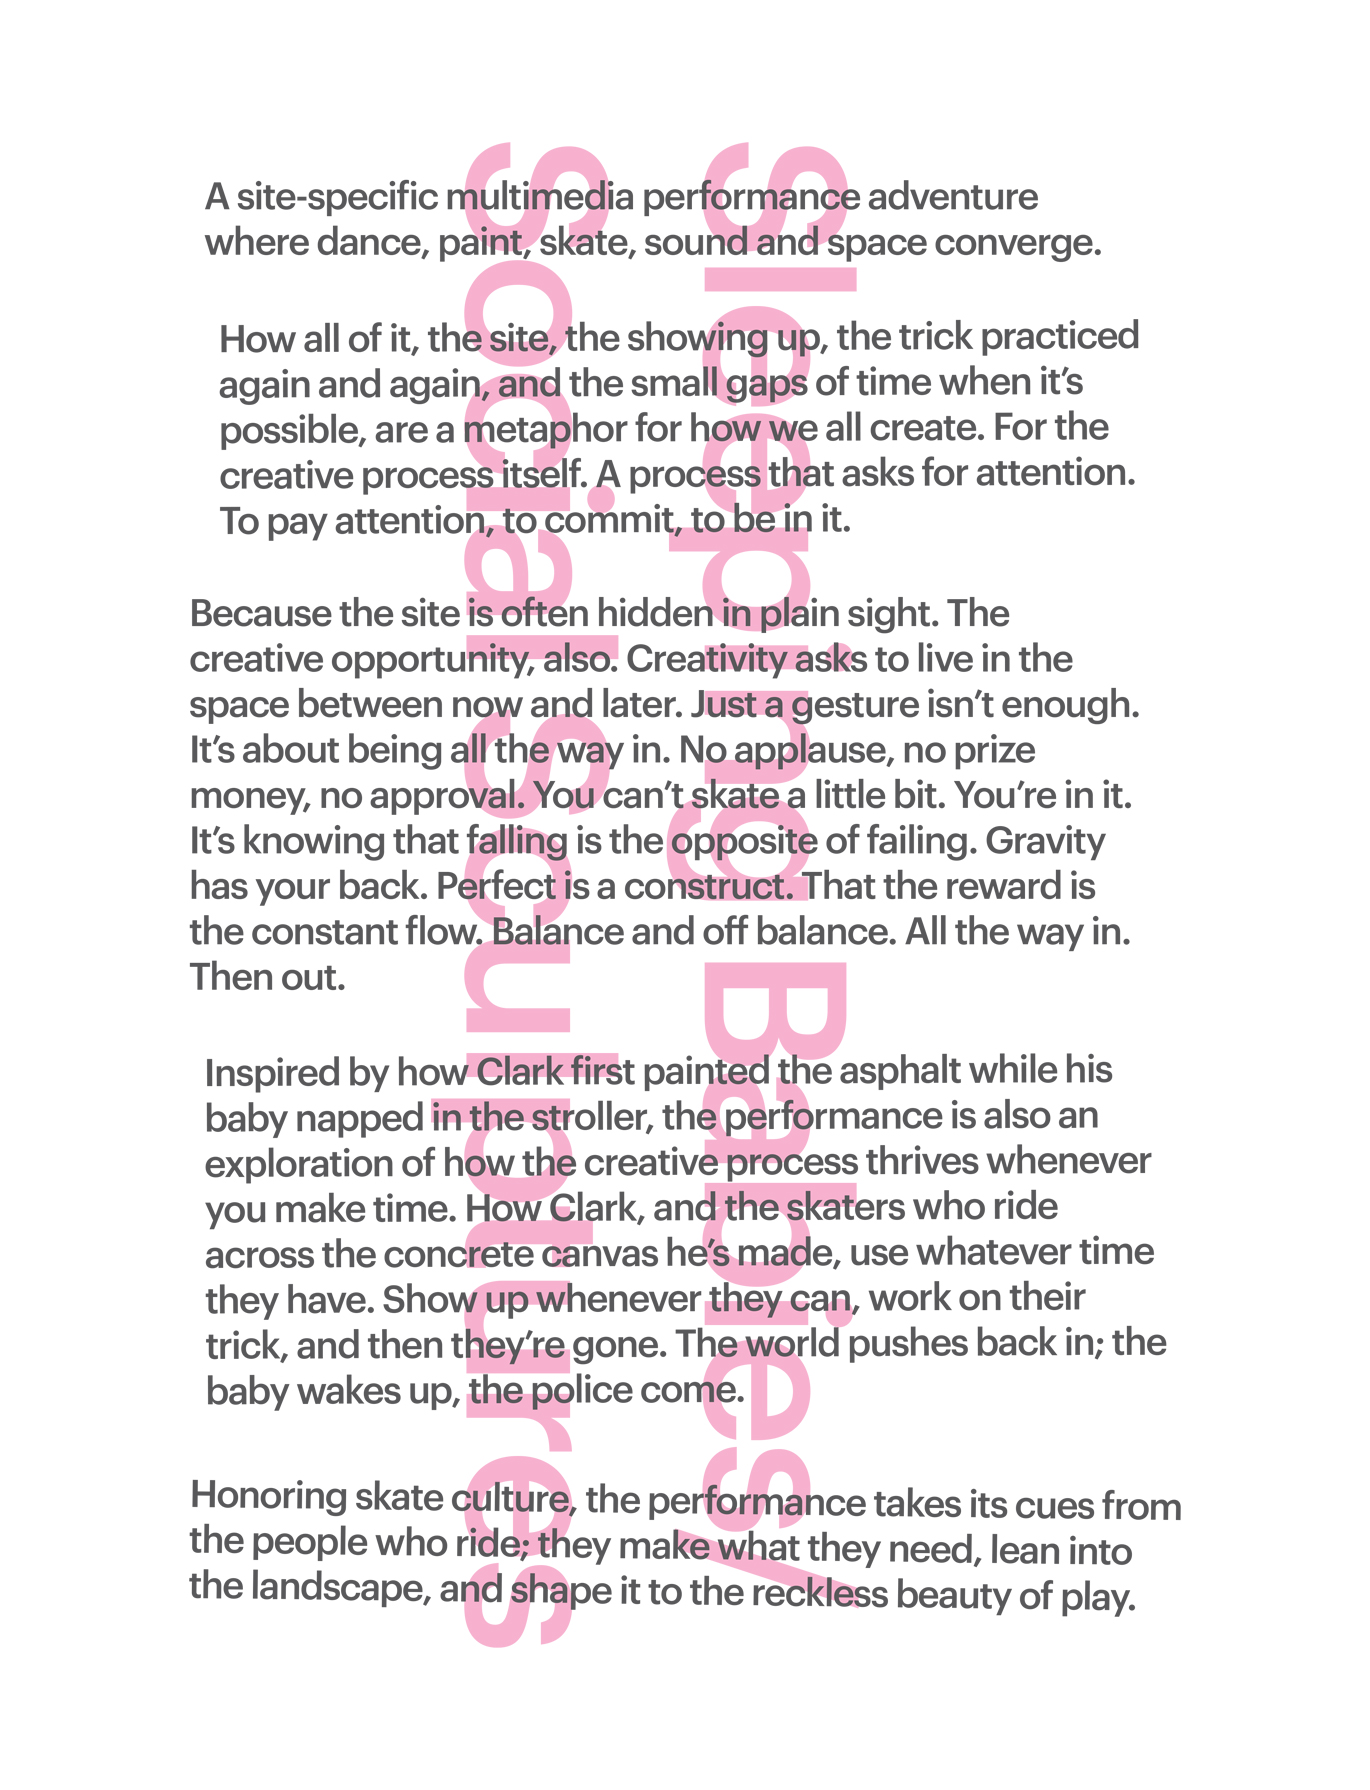 Sleeping Babies/
Social Sculptures
A site-specific multimedia performance adventure
where dance, paint, skate, sound and space converge.
How all of it, the site, the showing up, the trick practiced
again and again, and the small gaps of time when it’s
possible, are a metaphor for how we all create. For the
creative process itself. A process that asks for attention.
To pay attention, to commit, to be in it.
Because the site is often hidden in plain sight. The
creative opportunity, also. Creativity asks to live in the
space between now and later. Just a gesture isn’t enough.
It’s about being all the way in. No applause, no prize
money, no approval. You can’t skate a little bit. You’re in it.
It’s knowing that falling is the opposite of failing. Gravity
has your back. Perfect is a construct. That the reward is
the constant flow. Balance and off balance. All the way in.
Then out.
Inspired by how Clark first painted the asphalt while his
baby napped in the stroller, the performance is also an
exploration of how the creative process thrives whenever
you make time. How Clark, and the skaters who ride
across the concrete canvas he’s made, use whatever time
they have. Show up whenever they can, work on their
trick, and then they’re gone. The world pushes back in; the
baby wakes up, the police come.
Honoring skate culture, the performance takes its cues from
the people who ride; they make what they need, lean into
the landscape, and shape it to the reckless beauty of play.